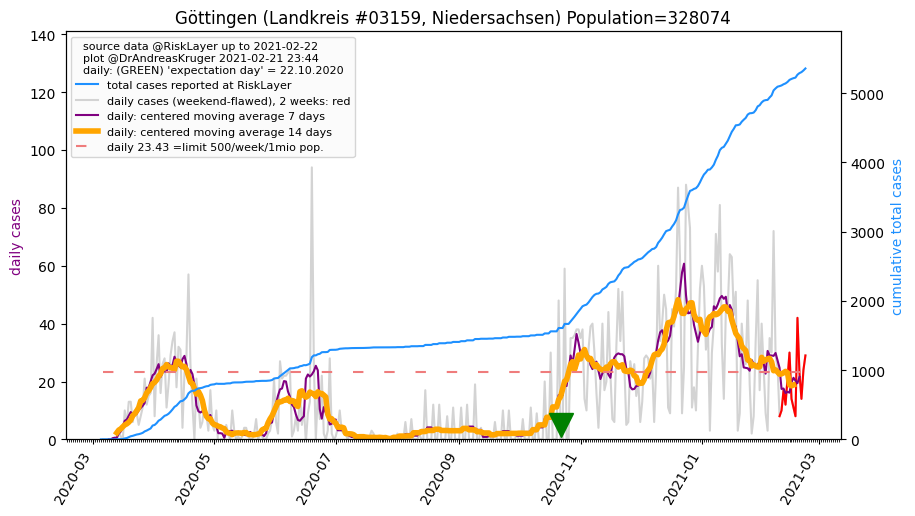 Göttingen (Landkreis #03159, Niedersachsen) Population=328074
source data @RiskLayer up to 2021-02-22
plot @DrAndreasKruger 2021-02-21 23:44
daily: (GREEN) 'expectation day' = 22.10.2020
total cases reported at RiskLayer
daily cases (weekend-flawed), 2 weeks: red
daily: centered moving average 7 days
daily: centered moving average 14 days
daily 23.43 =limit 500/week/1mio pop.
daily cases
140
120
100
80
60
40
20
0
cumulative total cases
5000
4000
3000
2000
1000
0
2020-03
2020-05
2020-07
2020-09
2020-11
2021-01
2021-03